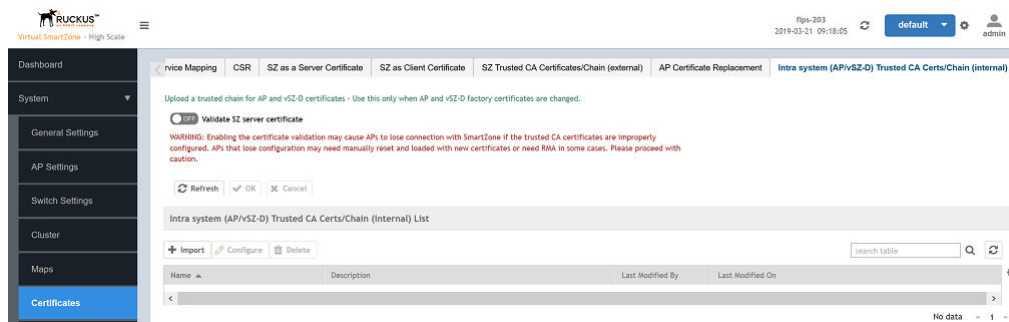 RUCKUS™
Virtual SmartZone - High Scale
fips-203
2019-03-21 09:18:05
default
admin
Dashboard
rvice Mapping CSR SZ as a Server Certificate SZ as Client Certificate SZ Trusted CA Certificates/Chain (external) AP Certificate Replacement Intra system (AP/vSZ-D) Trusted CA Certs/Chain (internal)
System
Upload a trusted chain for AP and vSZ-D certificates - Use this only when AP and vSZ-D factory certificates are changed.
OFF Validate SZ server certificate
General Settings
WARNING: Enabling the certificate validation may cause APs to lose connection with SmartZone if the trusted CA certificates are improperly
configured. APs that lose configuration may need manually reset and loaded with new certificates or need RMA in some cases. Please proceed with
caution.
AP Settings
Refresh OK Cancel
Switch Settings
Intra system (AP/vSZ-D) Trusted CA Certs/Chain (internal) List
Cluster
Import Configure Delete search table
Maps
Name Description Last Modified By Last Modified On
Certificates
No data 1